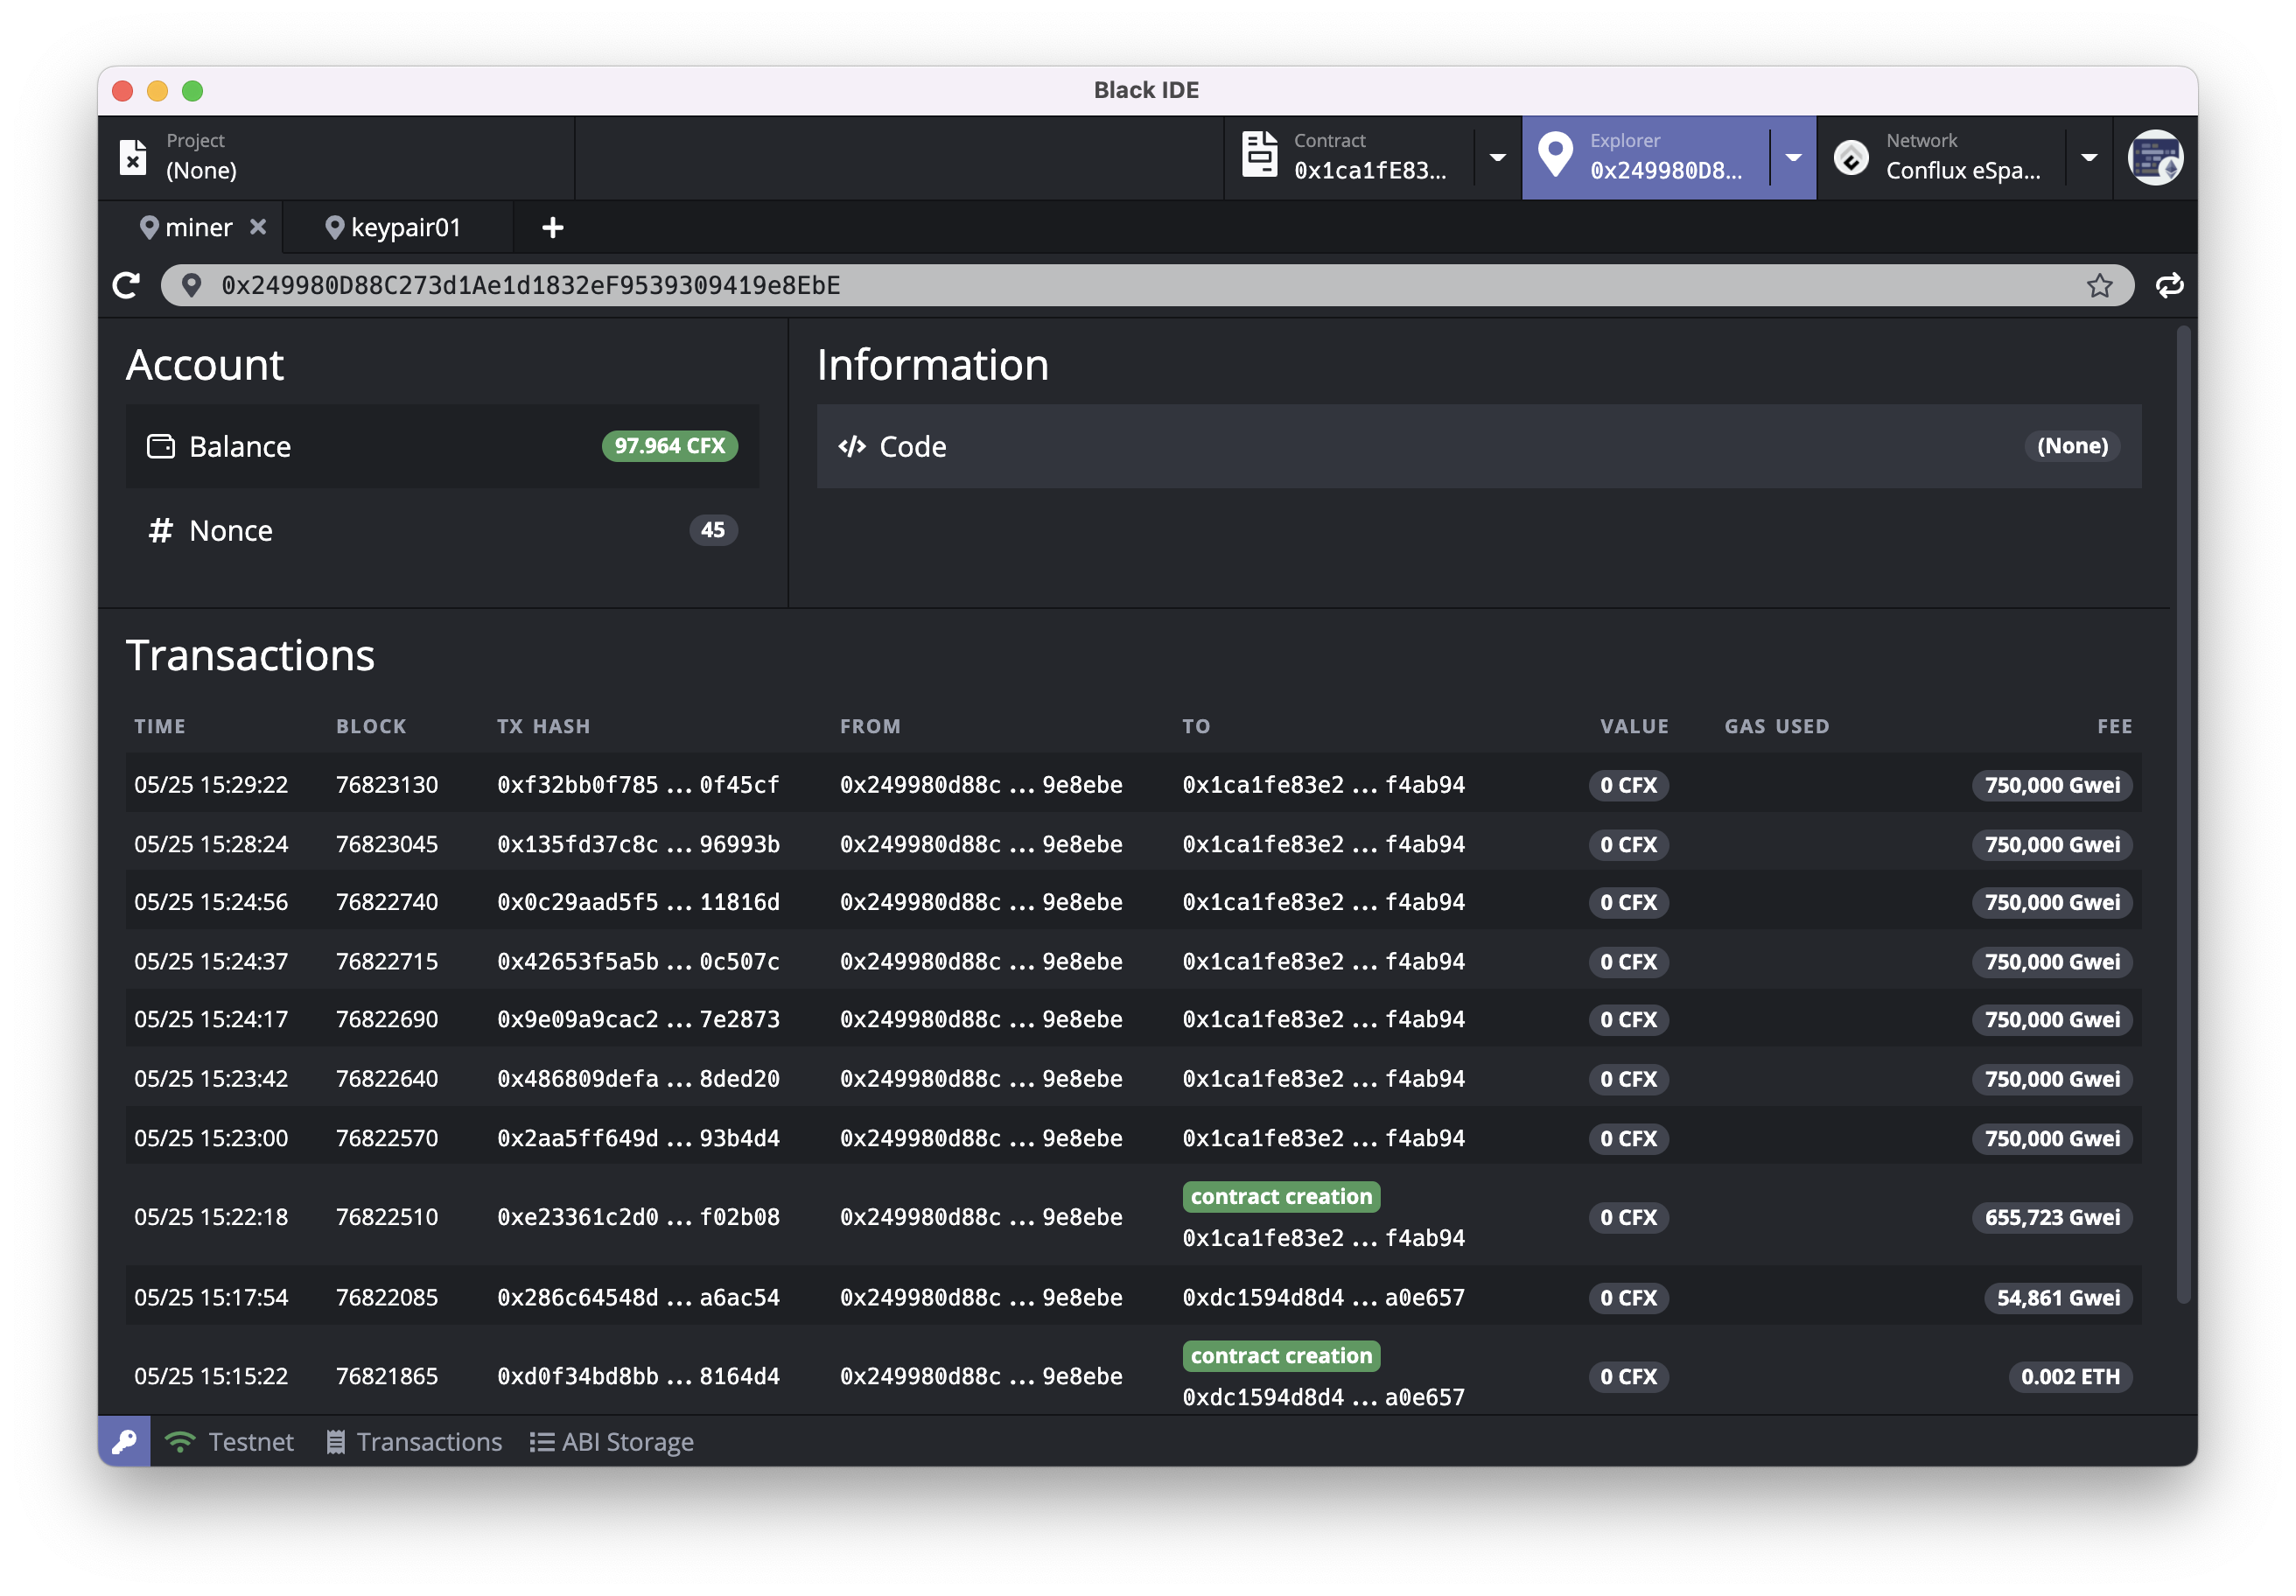 Black IDE
Project
(None)
Contract
0x1ca1fE83...
Explorer
0x249980D8...
Network
Conflux eSpa...
miner
keypair01
0x249980D88C273d1Ae1d1832eF9539309419e8EbE
Account
Balance 97.964 CFX
Nonce 45
Information
Code (None)
Transactions
TIME BLOCK TX HASH FROM TO VALUE GAS USED FEE
05/25 15:29:22 76823130 0xf32bb0f785 ... 0f45cf 0x249980d88c ... 9e8ebe 0x1ca1fe83e2 ... f4ab94 0 CFX 750,000 Gwei
05/25 15:28:24 76823045 0x135fd37c8c ... 96993b 0x249980d88c ... 9e8ebe 0x1ca1fe83e2 ... f4ab94 0 CFX 750,000 Gwei
05/25 15:24:56 76822740 0x0c29aad5f5 ... 11816d 0x249980d88c ... 9e8ebe 0x1ca1fe83e2 ... f4ab94 0 CFX 750,000 Gwei
05/25 15:24:37 76822715 0x42653f5a5b ... 0c507c 0x249980d88c ... 9e8ebe 0x1ca1fe83e2 ... f4ab94 0 CFX 750,000 Gwei
05/25 15:24:17 76822690 0x9e09a9cac2 ... 7e2873 0x249980d88c ... 9e8ebe 0x1ca1fe83e2 ... f4ab94 0 CFX 750,000 Gwei
05/25 15:23:42 76822640 0x486809defa ... 8ded20 0x249980d88c ... 9e8ebe 0x1ca1fe83e2 ... f4ab94 0 CFX 750,000 Gwei
05/25 15:23:00 76822570 0x2aa5ff649d ... 93b4d4 0x249980d88c ... 9e8ebe 0x1ca1fe83e2 ... f4ab94 0 CFX 750,000 Gwei
contract creation
05/25 15:22:18 76822510 0xe23361c2d0 ... f02b08 0x249980d88c ... 9e8ebe 0x1ca1fe83e2 ... f4ab94 0 CFX 655,723 Gwei
05/25 15:17:54 76822085 0x286c64548d ... a6ac54 0x249980d88c ... 9e8ebe 0xdc1594d8d4 ... a0e657 0 CFX 54,861 Gwei
contract creation
05/25 15:15:22 76821865 0xd0f34bd8bb ... 8164d4 0x249980d88c ... 9e8ebe 0xdc1594d8d4 ... a0e657 0 CFX 0.002 ETH
Testnet Transactions ABI Storage